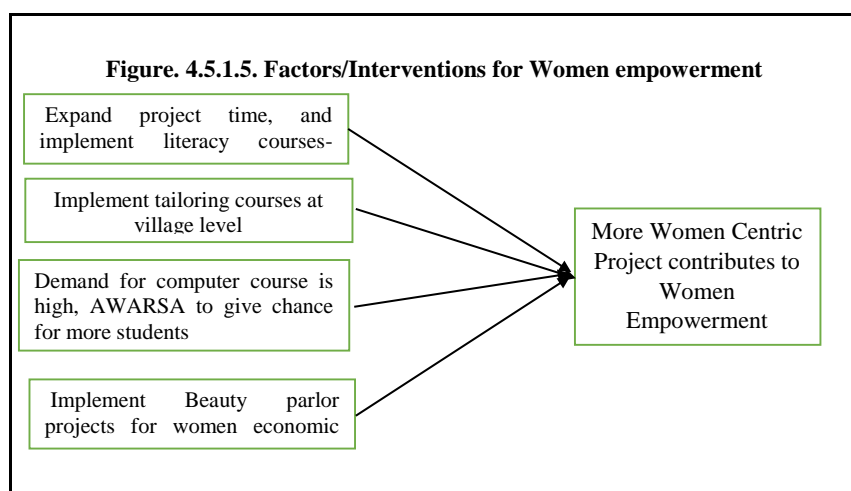 Figure. 4.5.1.5. Factors/Interventions for Women empowerment
Expand project time, and
implement literacy courses-
Implement tailoring courses at
village level
Demand for computer course is
high, AWARSA to give chance
for more students
Implement Beauty parlor
projects for women economic
More Women Centric
Project contributes to
Women
Empowerment